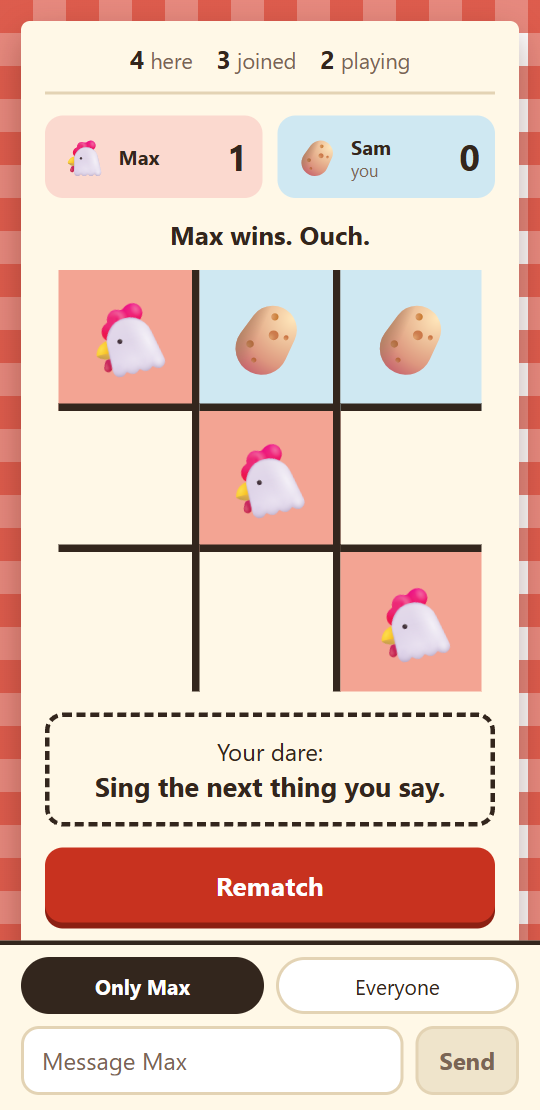 4 here 3 joined 2 playing
Max 1
Sam
you
0
Max wins. Ouch.
Your dare:
Sing the next thing you say.
Rematch
Only Max
Everyone
Message Max
Send